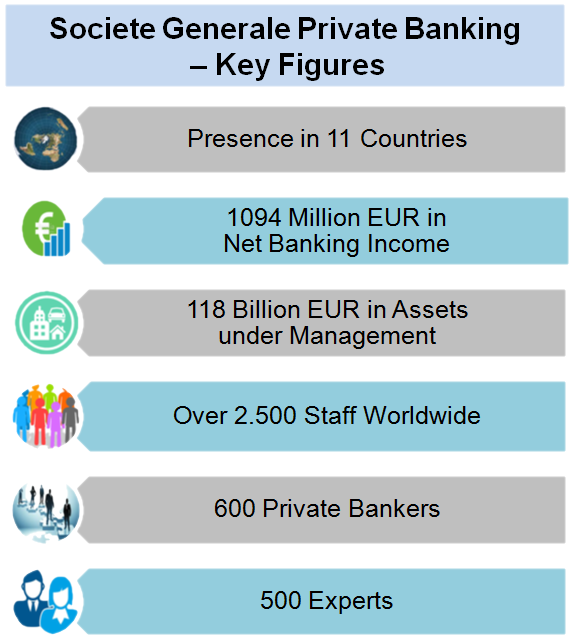 Societe Generale Private Banking
– Key Figures
Presence in 11 Countries
€
1094 Million EUR in
Net Banking Income
118 Billion EUR in Assets
under Management
Over 2.500 Staff Worldwide
600 Private Bankers
500 Experts